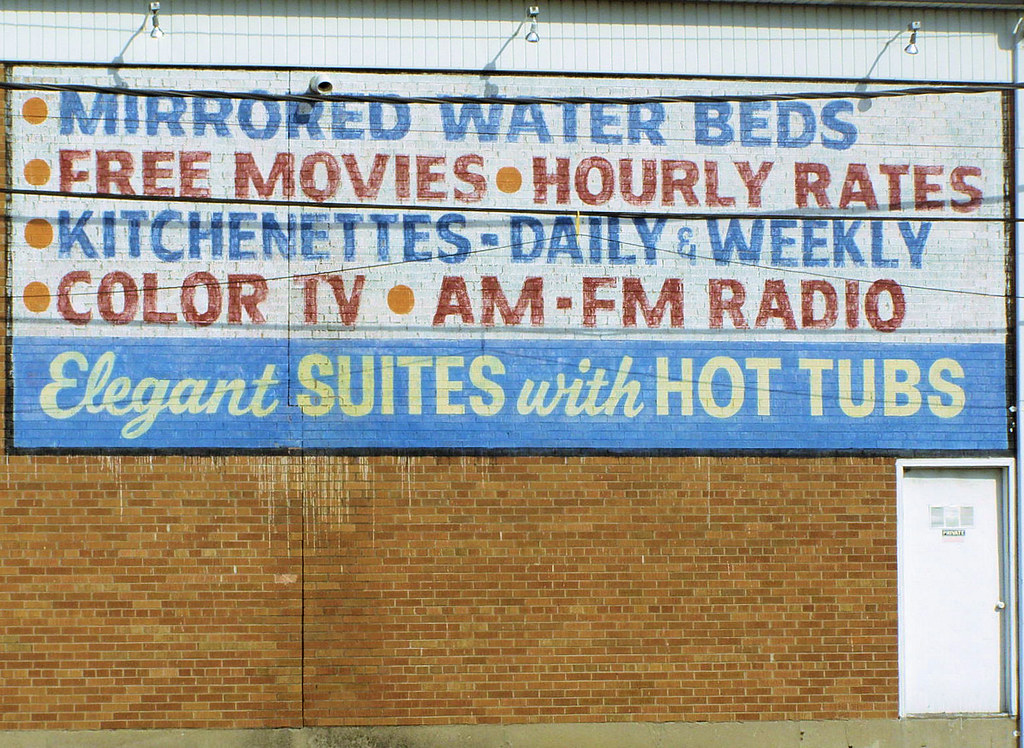 • MIRRORED WATER BEDS
• FREE MOVIES • HOURLY RATES
• KITCHENETTES - DAILY & WEEKLY
• COLOR TV • AM-FM RADIO
Elegant SUITES with HOT TUBS
PRIVATE